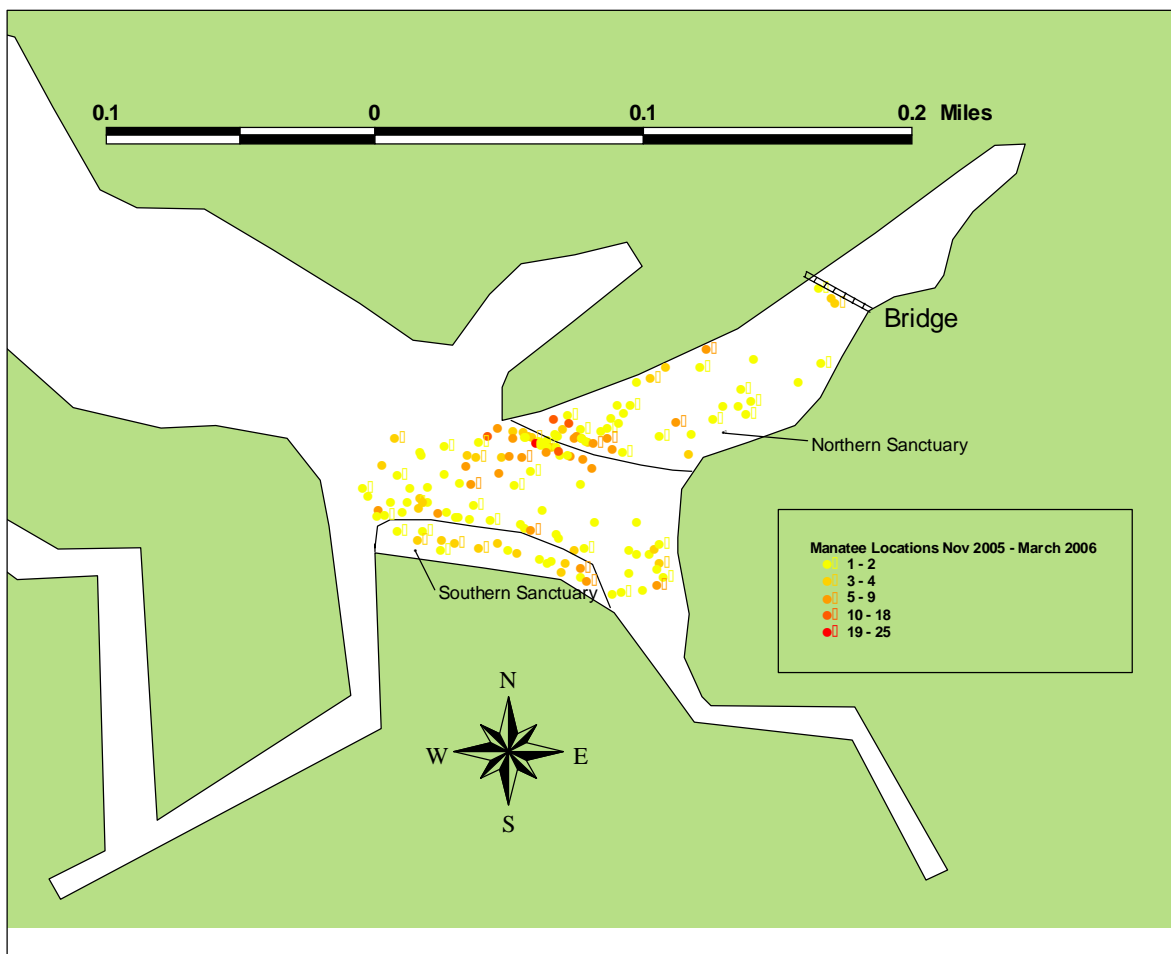 0.1 0 0.1 0.2 Miles
Bridge
Northern Sanctuary
Manatee Locations Nov 2005 - March 2006
1 - 2
3 - 4
5 - 9
10 - 18
19 - 25
Southern Sanctuary
N
W E
S